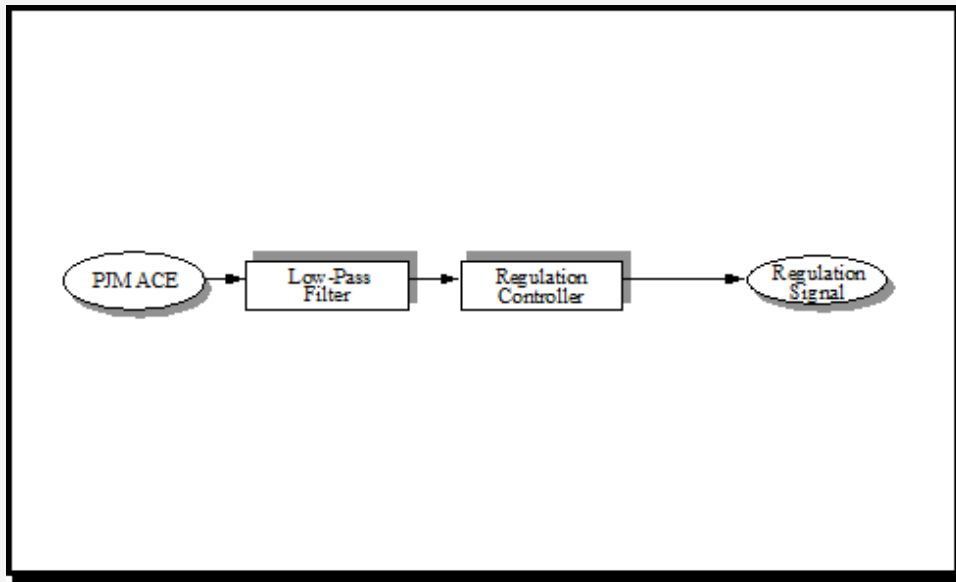 PJM ACE
Low-Pass
Filter
Regulation
Controller
Regulation
Signal